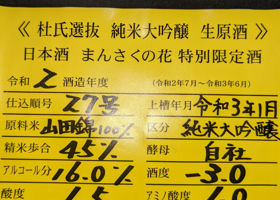 《 杜氏選抜 純米大吟醸 生原酒 》
日本酒 まんさくの花 特別限定酒
令和 2 酒造年度 (令和2年7月~令和3年6月)
仕込順号 27号 上槽年月 令和3年1月
原料米 山田錦100% 区分 純米大吟醸
精米歩合 45% 酵母 自社
アルコール分 16.0% 酒度 -3.0
酸度 1.5 アミノ酸